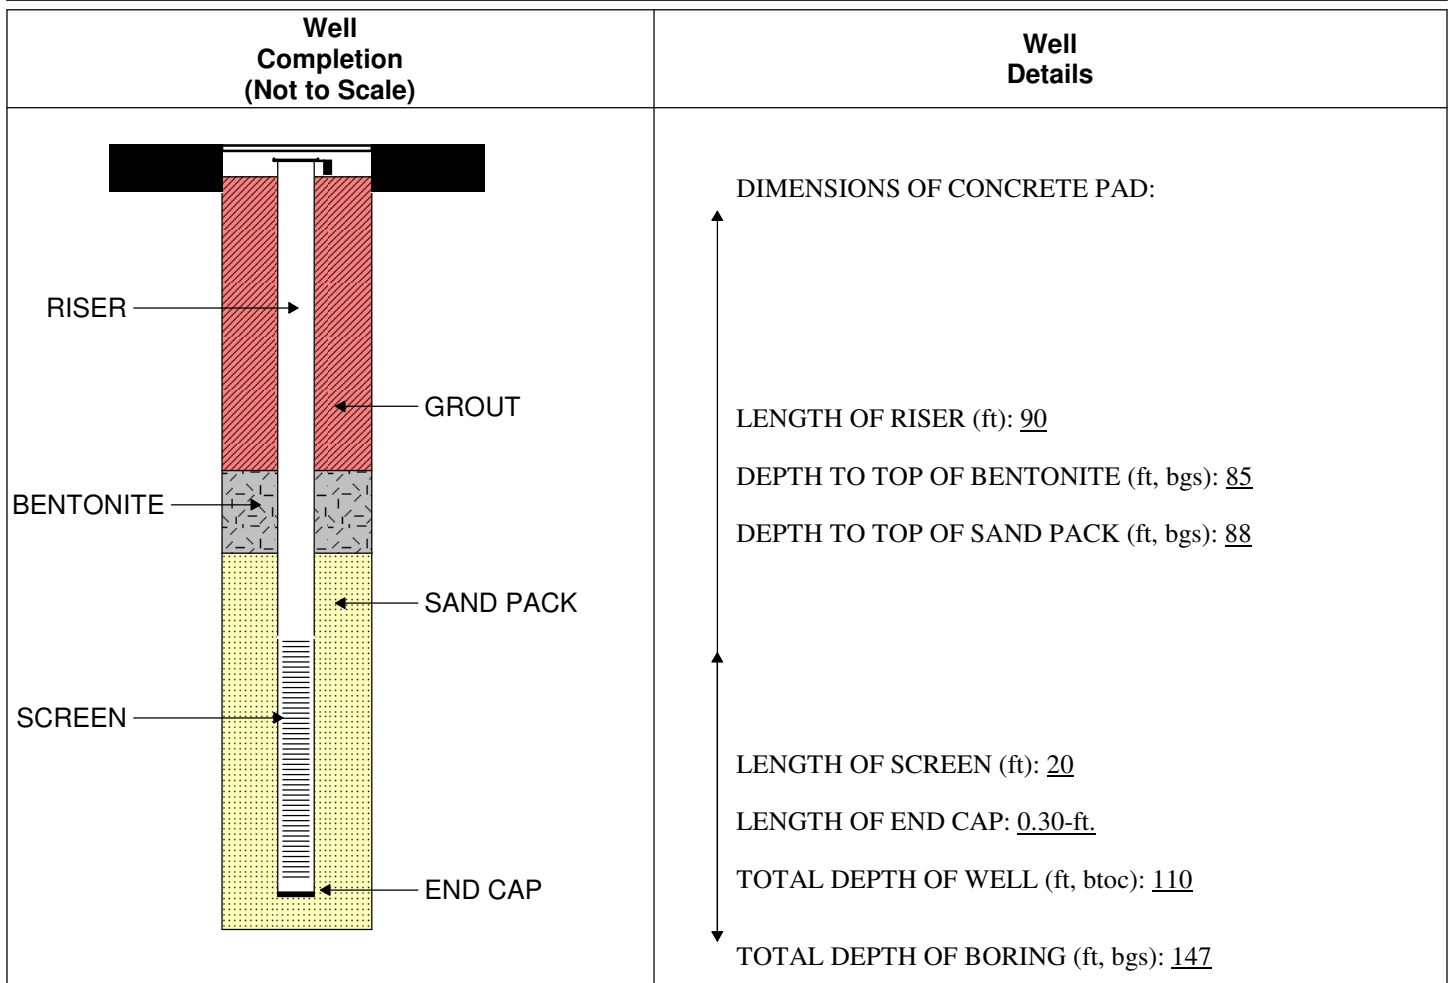 Well
Completion
(Not to Scale)
Well
Details
DIMENSIONS OF CONCRETE PAD:
RISER
GROUT
LENGTH OF RISER (ft): 90
DEPTH TO TOP OF BENTONITE (ft, bgs): 85
BENTONITE
DEPTH TO TOP OF SAND PACK (ft, bgs): 88
SAND PACK
SCREEN
LENGTH OF SCREEN (ft): 20
LENGTH OF END CAP: 0.30-ft.
END CAP
TOTAL DEPTH OF WELL (ft, btoc): 110
TOTAL DEPTH OF BORING (ft, bgs): 147